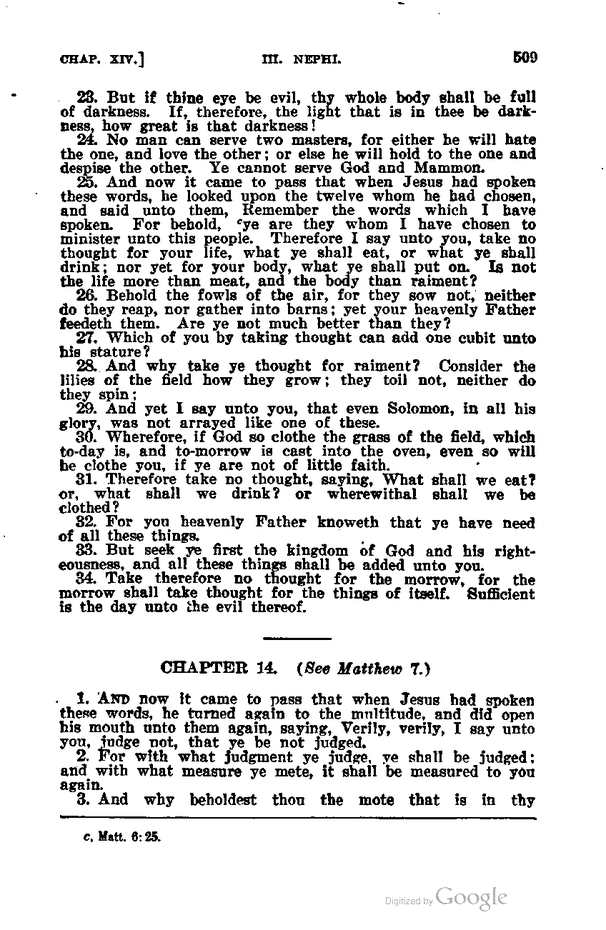 CHAP. XIV.] III. NEPHI. 509
23. But if thine eye be evil, thy whole body shall be full
of darkness. If, therefore, the light that is in thee be dark-
ness, how great is that darkness!
24. No man can serve two masters, for either he will hate
the one, and love the other; or else he will hold to the one and
despise the other. Ye cannot serve God and Mammon.
25. And now it came to pass that when Jesus had spoken
these words, he looked upon the twelve whom he had chosen,
and said unto them, Remember the words which I have
spoken. For behold, cye are they whom I have chosen to
minister unto this people. Therefore I say unto you, take no
thought for your life, what ye shall eat, or what ye shall
drink; nor yet for your body, what ye shall put on. Is not
the life more than meat, and the body than raiment?
26. Behold the fowls of the air, for they sow not, neither
do they reap, nor gather into barns; yet your heavenly Father
feedeth them. Are ye not much better than they?
27. Which of you by taking thought can add one cubit unto
his stature?
28. And why take ye thought for raiment? Consider the
lilies of the field how they grow; they toil not, neither do
they spin;
29. And yet I say unto you, that even Solomon, in all his
glory, was not arrayed like one of these.
30. Wherefore, if God so clothe the grass of the field, which
to-day is, and to-morrow is cast into the oven, even so will
he clothe you, if ye are not of little faith.
31. Therefore take no thought, saying, What shall we eat?
or, what shall we drink? or wherewithal shall we be
clothed?
32. For you heavenly Father knoweth that ye have need
of all these things.
33. But seek ye first the kingdom of God and his right-
eousness, and all these things shall be added unto you.
34. Take therefore no thought for the morrow, for the
morrow shall take thought for the things of itself. Sufficient
is the day unto the evil thereof.
CHAPTER 14. (See Matthew 7.)
1. AND now it came to pass that when Jesus had spoken
these words, he turned again to the multitude, and did open
his mouth unto them again, saying, Verily, verily, I say unto
you, judge not, that ye be not judged.
2. For with what judgment ye judge, ye shall be judged;
and with what measure ye mete, it shall be measured to you
again.
3. And why beholdest thou the mote that is in thy
c, Matt. 6: 25.
Digitized by Google